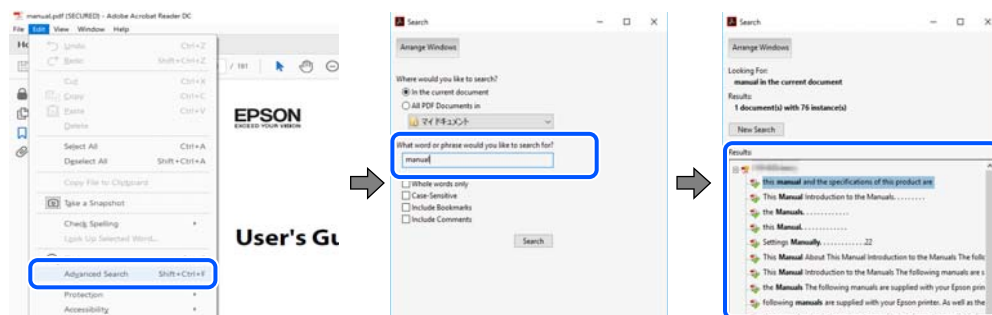 manual.pdf (SECURED) - Adobe Acrobat Reader DC
File Edit View Window Help
Undo Ctrl+Z
Redo Shift+Ctrl+Z
Cut Ctrl+X
Copy Ctrl+C
Paste Ctrl+V
Delete
Select All Ctrl+A
Deselect All Shift+Ctrl+A
Copy File to Clipboard
Take a Snapshot
Check Spelling
Look Up Selected Word...
Advanced Search Shift+Ctrl+F
Protection
Accessibility
/ 191
EPSON
EXCEED YOUR VISION
User's Gu
Search
Arrange Windows
Where would you like to search?
In the current document
All PDF Documents in
マイ ドキュメント
What word or phrase would you like to search for?
manual
Whole words only
Case-Sensitive
Include Bookmarks
Include Comments
Search
Search
Arrange Windows
Looking For:
manual in the current document
Results:
1 document(s) with 76 instance(s)
New Search
Results:
this manual and the specifications of this product are
This Manual Introduction to the Manuals. . . . . . . . .
the Manuals. . . . . . . . . . . . .
this Manual. . . . . . . . . . . . .
Settings Manually. . . . . . . . . . . .22
This Manual About This Manual Introduction to the Manuals The follo
This Manual Introduction to the Manuals The following manuals are s
the Manuals The following manuals are supplied with your Epson prin
following manuals are supplied with your Epson printer. As well as the